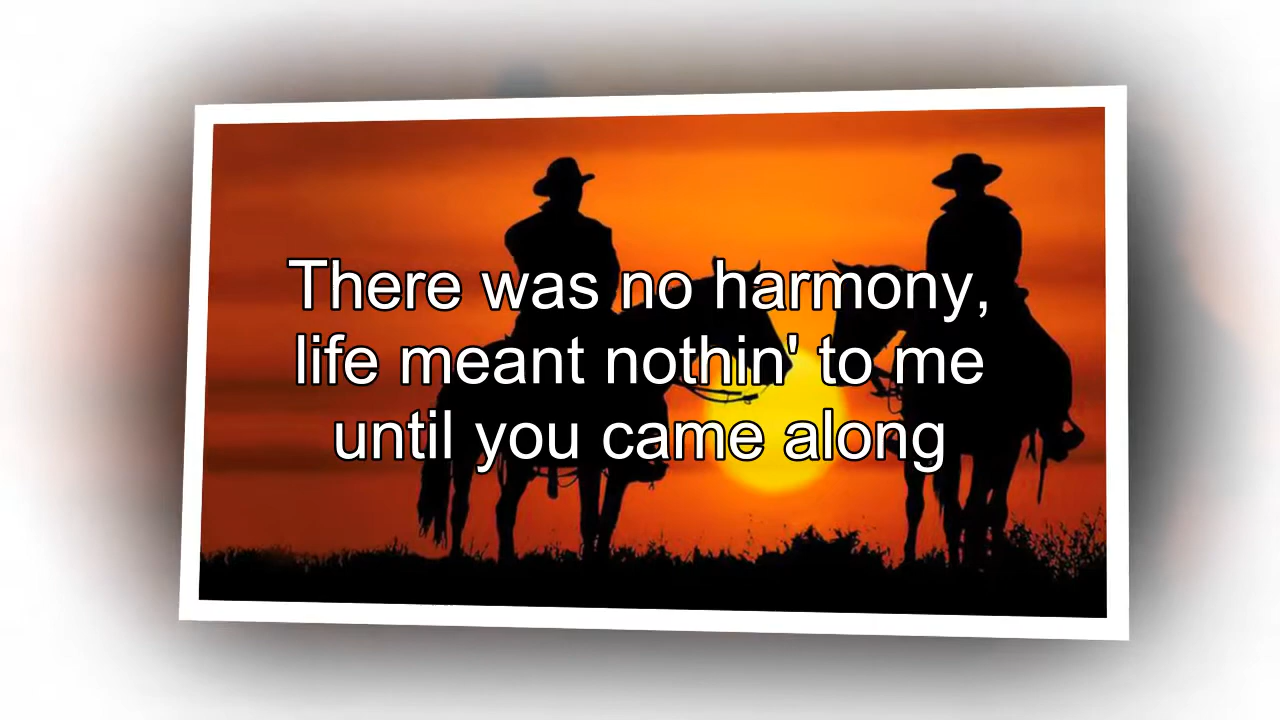 There was no harmony,
life meant nothin' to me
until you came along